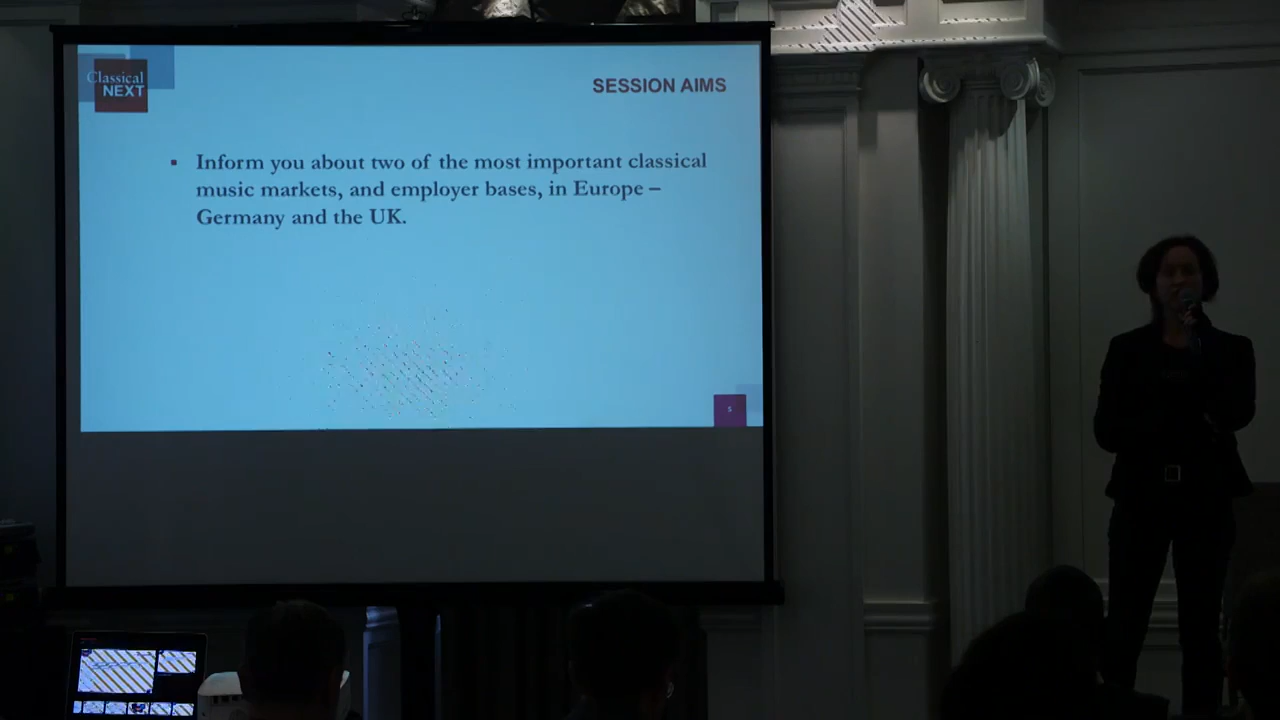 Classical
NEXT
SESSION AIMS
Inform you about two of the most important classical
music markets, and employer bases, in Europe –
Germany and the UK.
5